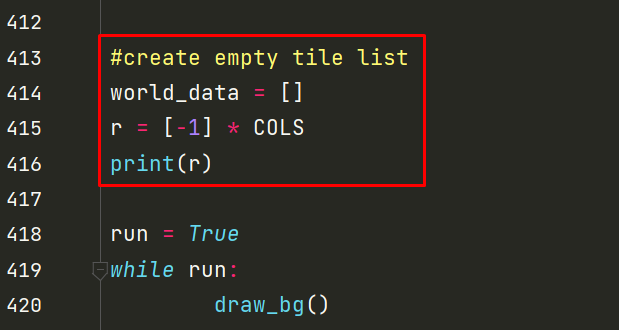 412
413 #create empty tile list
414 world_data = []
415 r = [-1] * COLS
416 print(r)
417
418 run = True
419 while run:
420 draw_bg()